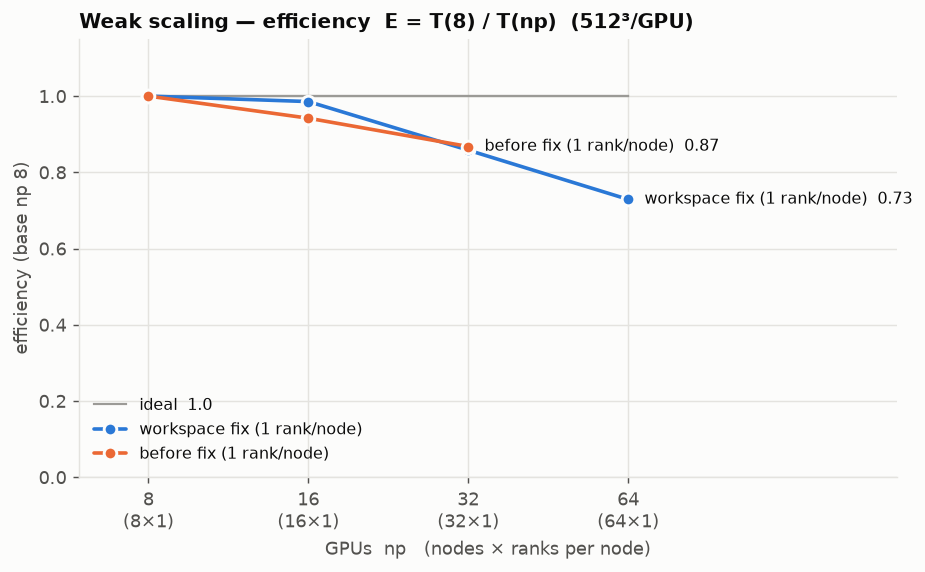 Weak scaling — efficiency  E = T(8) / T(np)  (512³/GPU)
efficiency (base np 8)
1.0
0.8
0.6
0.4
0.2
0.0
before fix (1 rank/node)  0.87
workspace fix (1 rank/node)  0.73
ideal  1.0
workspace fix (1 rank/node)
before fix (1 rank/node)
8 16 32 64
(8×1) (16×1) (32×1) (64×1)
GPUs  np   (nodes × ranks per node)